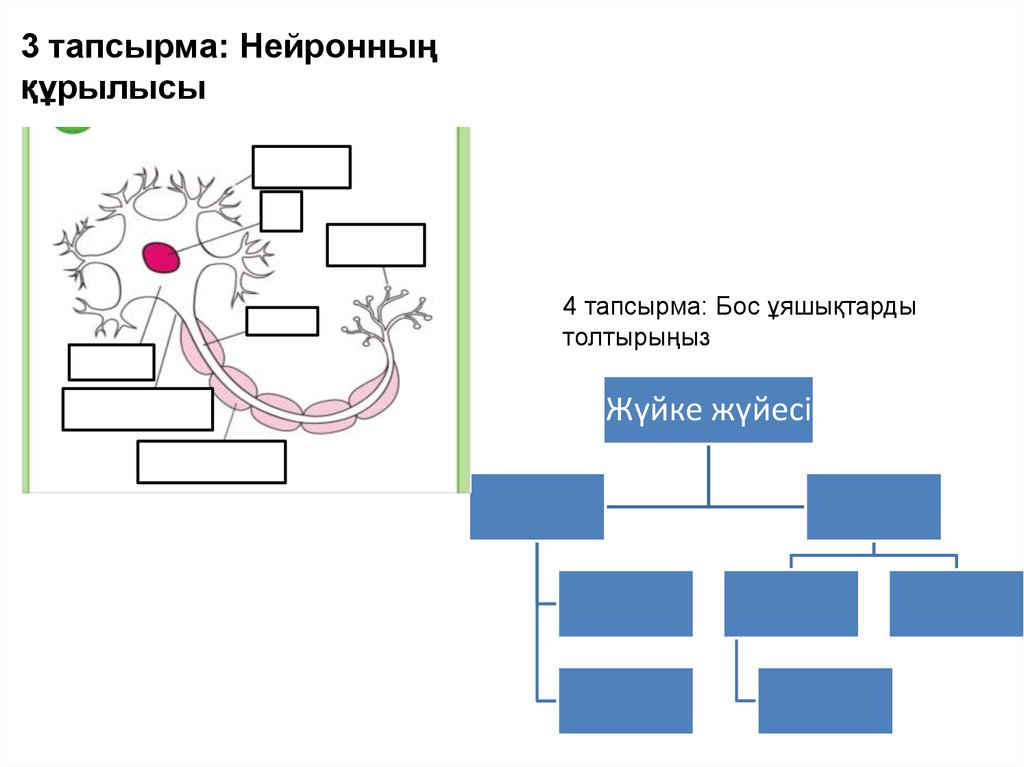 3 тапсырма: Нейронның
құрылысы
4 тапсырма: Бос ұяшықтарды
толтырыңыз
Жүйке жүйесі